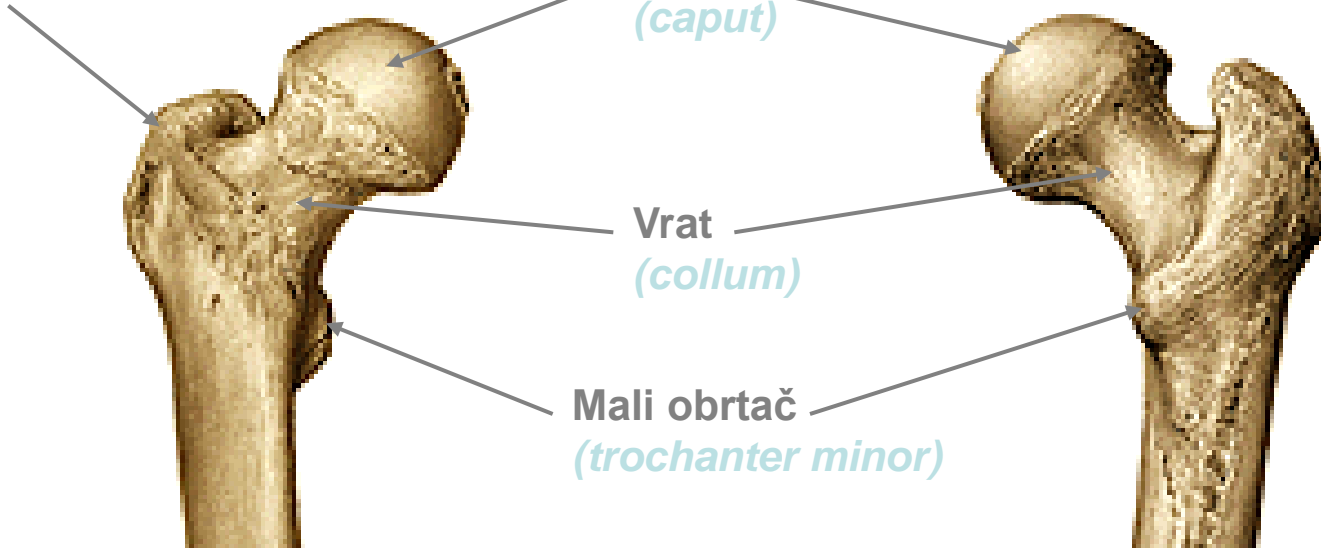 (caput)
Vrat
(collum)
Mali obrtač
(trochanter minor)